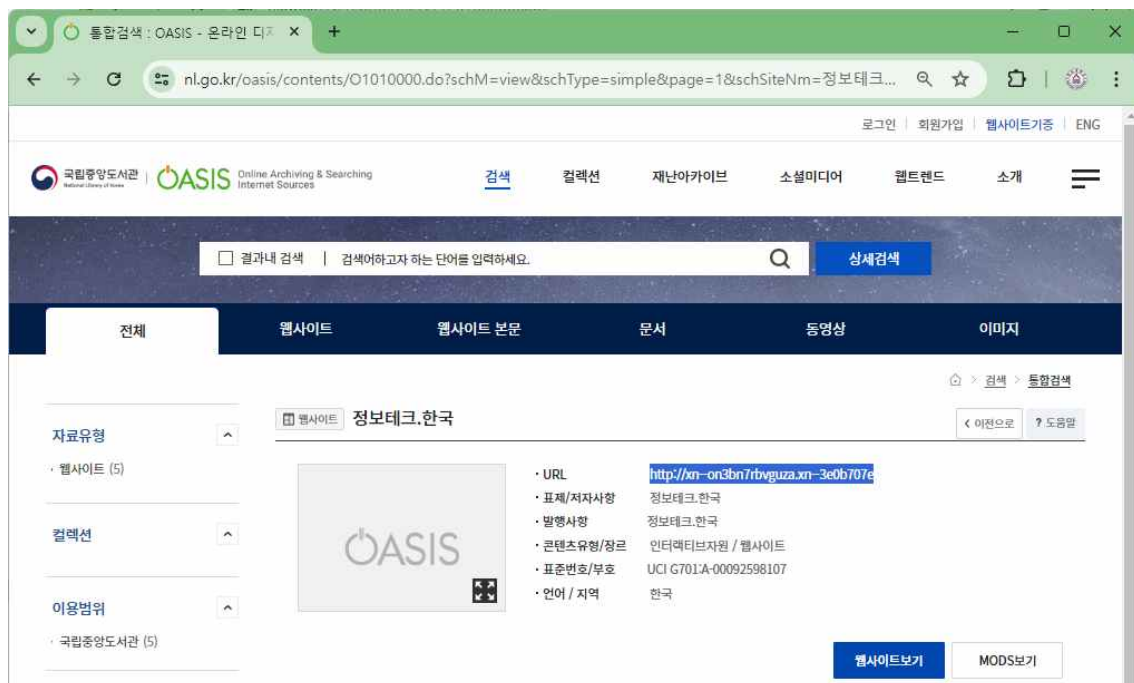 통합검색 : OASIS - 온라인 디지
nl.go.kr/oasis/contents/O1010000.do?schM=view&schType=simple&page=1&schSiteNm=정보테크...
로그인 | 회원가입 | 웹사이트기증 | ENG
국립중앙도서관 | OASIS Online Archiving & Searching Internet Sources
National Library of Korea
검색 컬렉션 재난아카이브 소셜미디어 웹트렌드 소개
결과내 검색 | 검색어하고자 하는 단어를 입력하세요. 상세검색
전체 웹사이트 웹사이트 본문 문서 동영상 이미지
> 검색 > 통합검색
웹사이트 정보테크.한국
이전으로 ? 도움말
자료유형
· 웹사이트 (5)
컬렉션
이용범위
· 국립중앙도서관 (5)
OASIS
· URL http://xn--on3bn7rbvguza.xn--3e0b707e
· 표제/저자사항 정보테크.한국
· 발행사항 정보테크.한국
· 콘텐츠유형/장르 인터랙티브자원 / 웹사이트
· 표준번호/부호 UCI G701:A-00092598107
· 언어 / 지역 한국
웹사이트보기 MODS보기